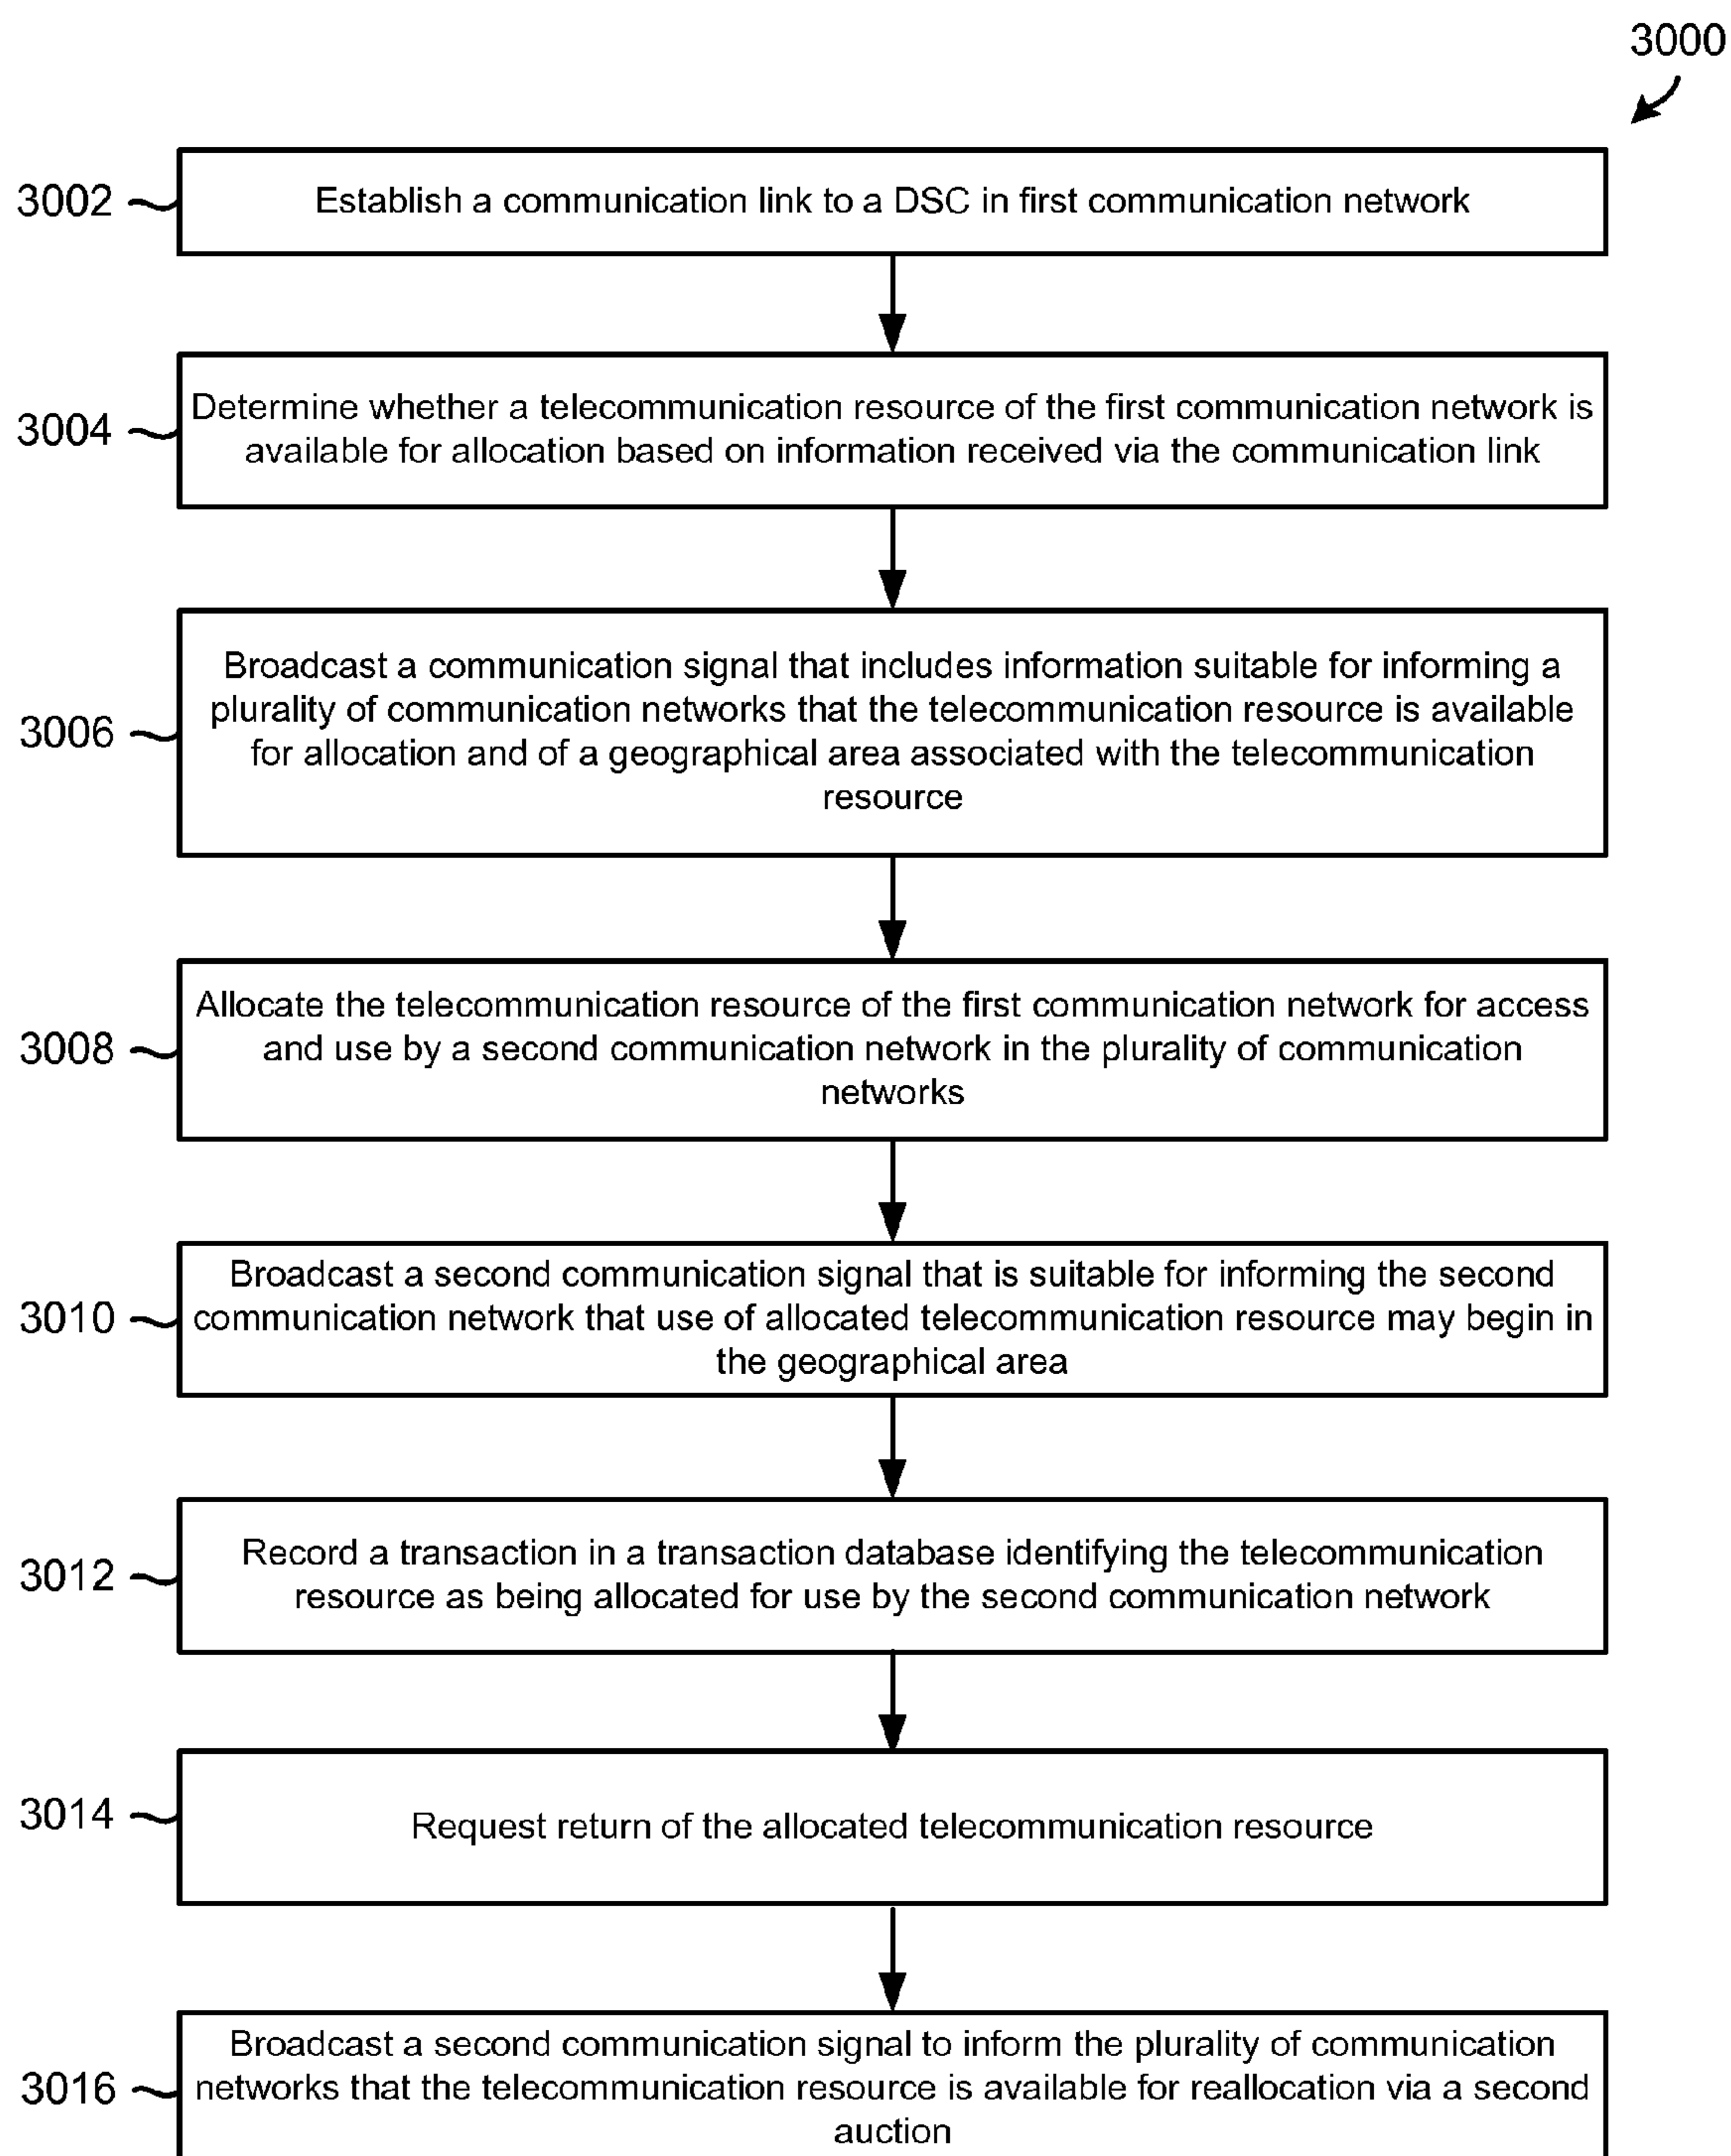 3000
3002
Establish a communication link to a DSC in first communication network
3004
Determine whether a telecommunication resource of the first communication network is
available for allocation based on information received via the communication link
3006
Broadcast a communication signal that includes information suitable for informing a
plurality of communication networks that the telecommunication resource is available
for allocation and of a geographical area associated with the telecommunication
resource
3008
Allocate the telecommunication resource of the first communication network for access
and use by a second communication network in the plurality of communication
networks
3010
Broadcast a second communication signal that is suitable for informing the second
communication network that use of allocated telecommunication resource may begin in
the geographical area
3012
Record a transaction in a transaction database identifying the telecommunication
resource as being allocated for use by the second communication network
3014
Request return of the allocated telecommunication resource
3016
Broadcast a second communication signal to inform the plurality of communication
networks that the telecommunication resource is available for reallocation via a second
auction